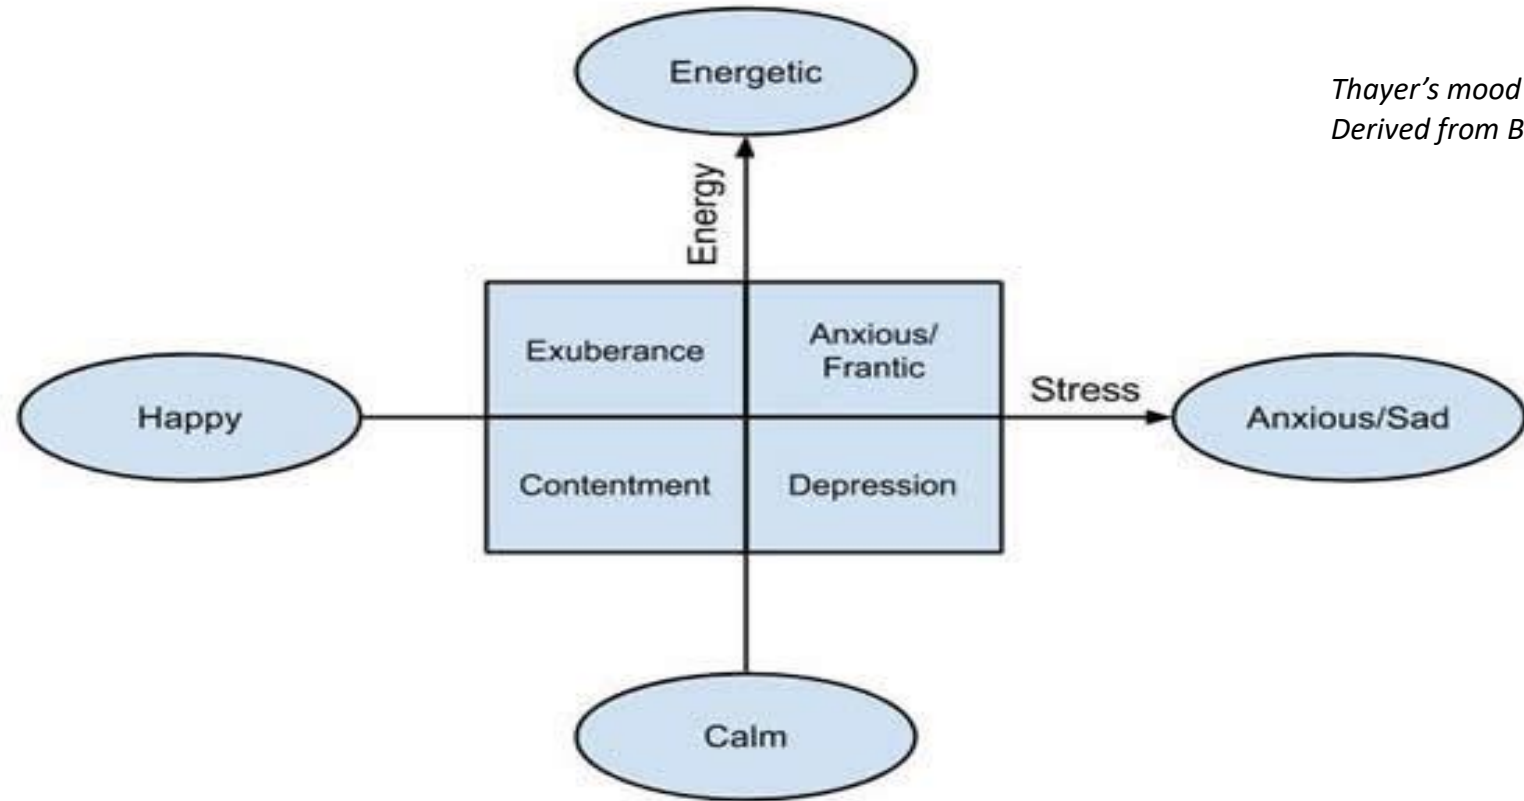 Energetic
Thayer's mood
Derived from B
Energy
Exuberance
Anxious/
Frantic
Happy
Stress
Anxious/Sad
Contentment
Depression
Calm